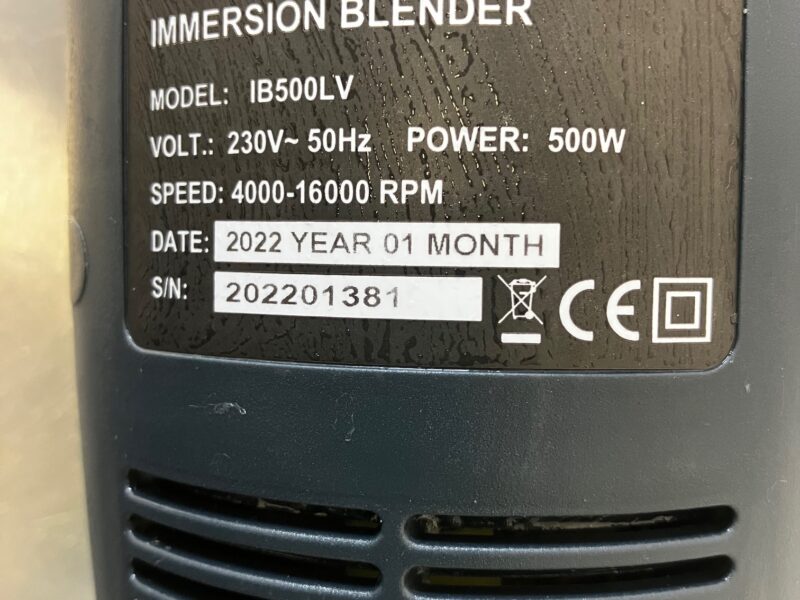 IMMERSION BLENDER
MODEL: IB500LV
VOLT.: 230V~ 50Hz POWER: 500W
SPEED: 4000-16000 RPM
DATE: 2022 YEAR 01 MONTH
S/N: 202201381
CE